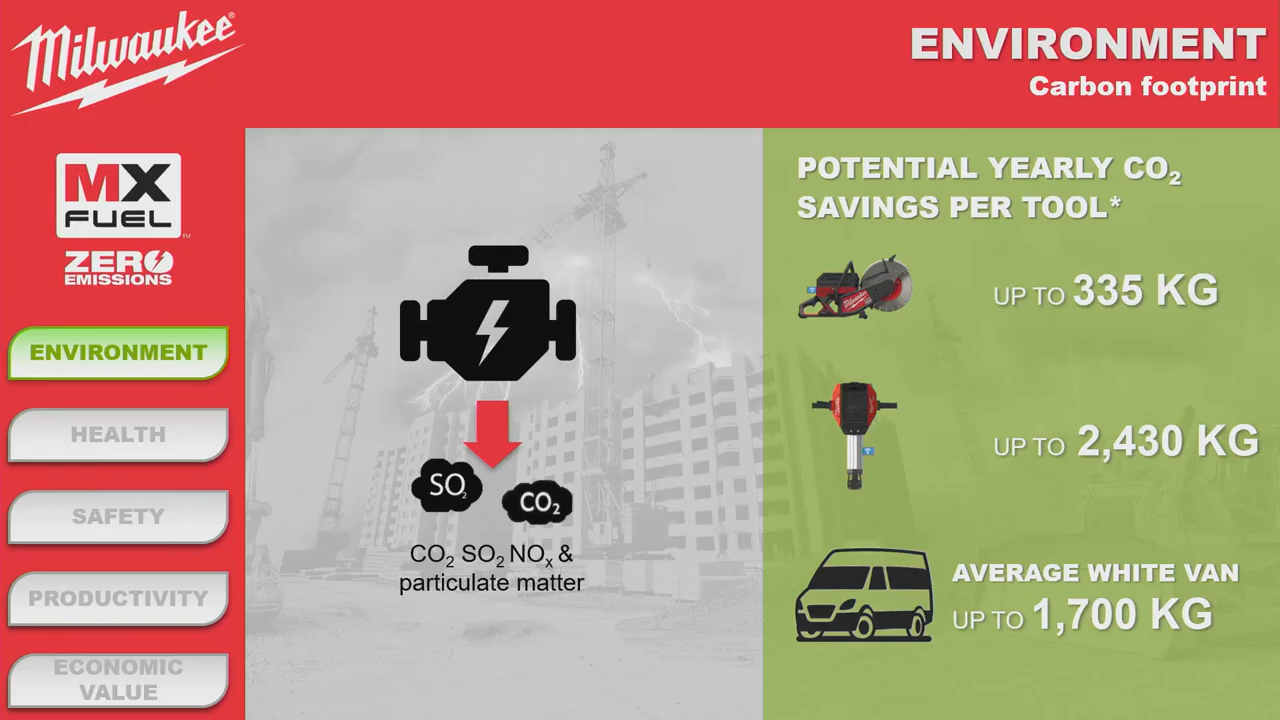 Milwaukee®
ENVIRONMENT
Carbon footprint
MX
FUEL™
ZERO
EMISSIONS
ENVIRONMENT
HEALTH
SAFETY
PRODUCTIVITY
ECONOMIC
VALUE
SO₂
CO₂
CO₂ SO₂ NOₓ &
particulate matter
POTENTIAL YEARLY CO₂
SAVINGS PER TOOL*
Milwaukee
UP TO 335 KG
UP TO 2,430 KG
AVERAGE WHITE VAN
UP TO 1,700 KG